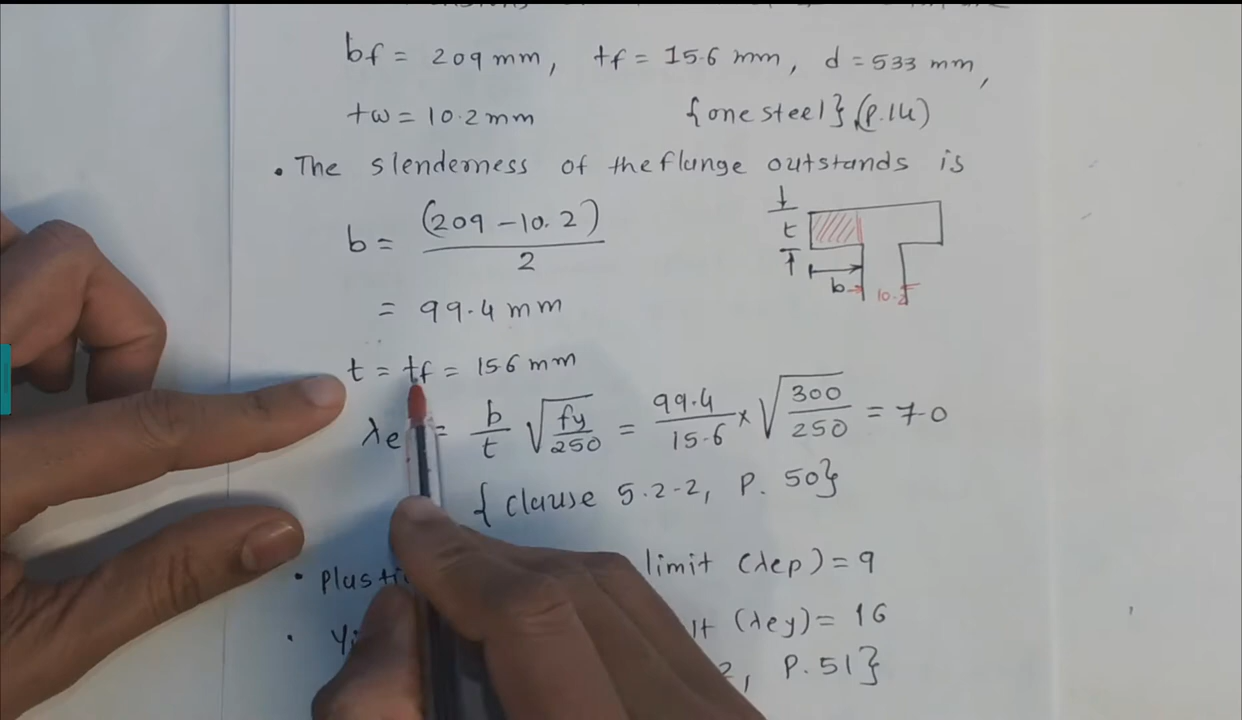 bf = 209 mm, tf = 15.6 mm, d = 533 mm,
tw = 10.2 mm {one steel} (P.14)
• The slenderness of the flange outstands is
b = (209 - 10.2) / 2
= 99.4 mm
t
b
10.2
t = tf = 15.6 mm
λe = b/t √(fy/250) = 99.4/15.6 × √(300/250) = 7.0
{ clause 5.2.2, P. 50}
• limit (λep) = 9
• (λey) = 16
P. 51}